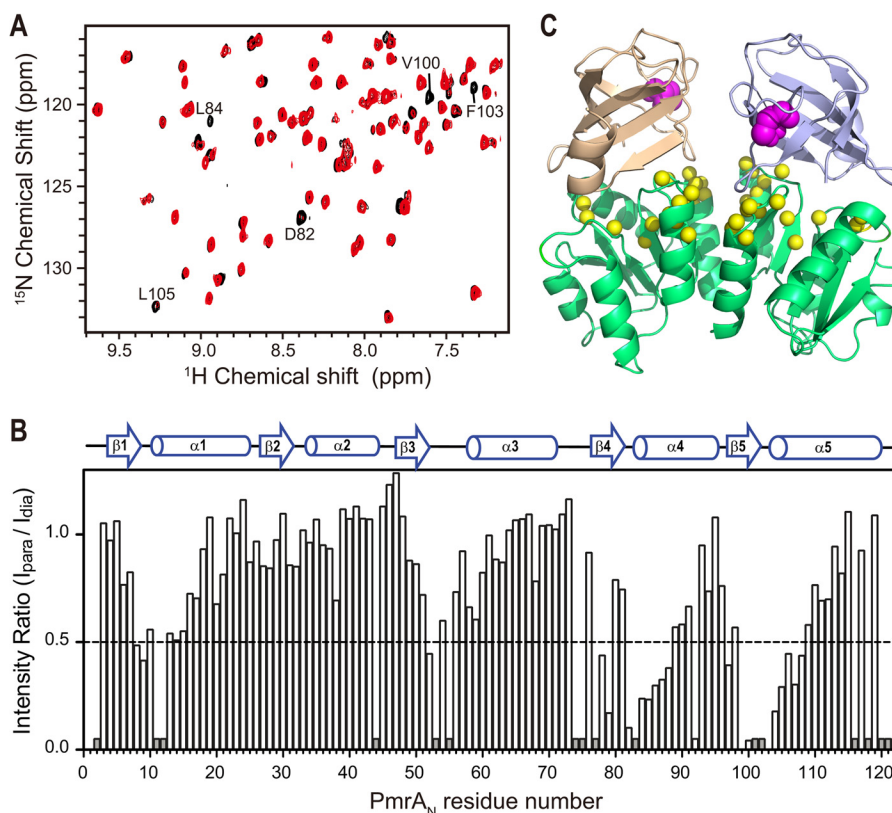 A
¹⁵N Chemical Shift (ppm)
120
125
130
V100
F103
L84
D82
L105
9.5 9.0 8.5 8.0 7.5
¹H Chemical shift (ppm)
C
B
β1 α1 β2 α2 β3 α3 β4 α4 β5 α5
Intensity Ratio (I_para / I_dia)
1.0
0.5
0.0
0 10 20 30 40 50 60 70 80 90 100 110 120
PmrA_N residue number